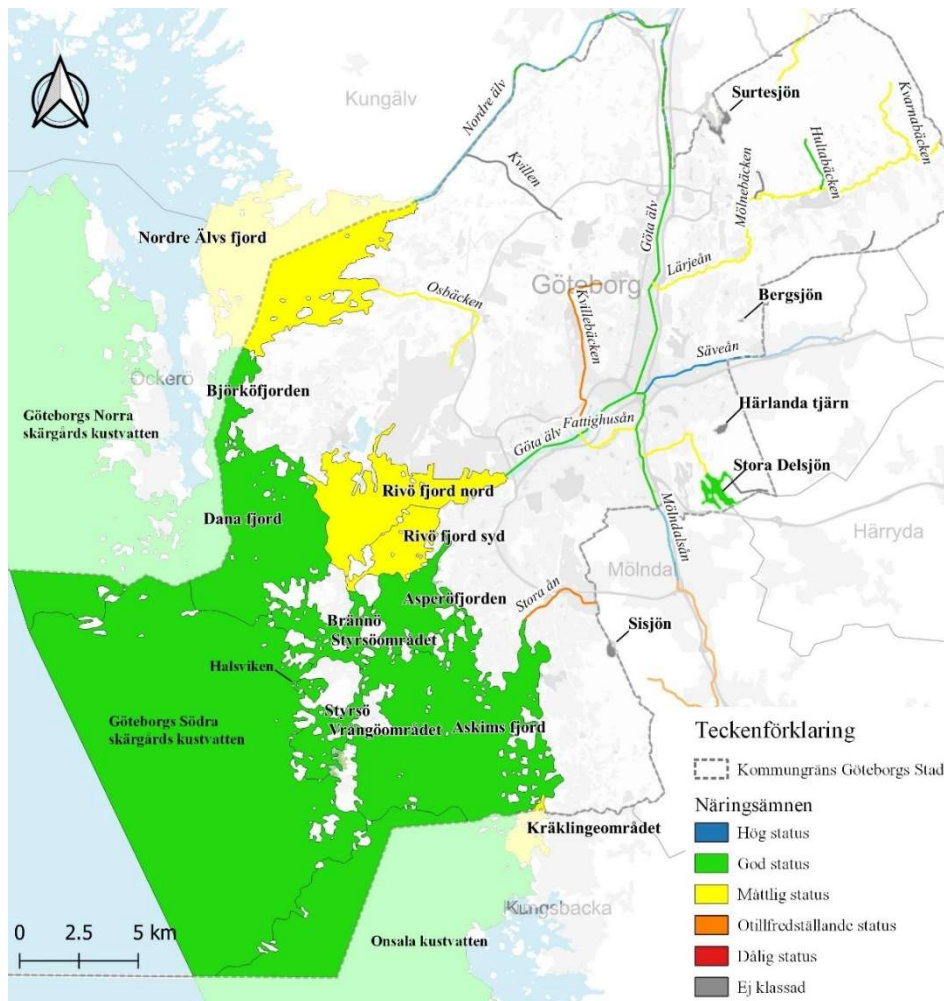 N
Kungälv
Nordre älv
Kvillen
Surtesjön
Kvarnabäcken
Hultabäcken
Mölnebäcken
Göta älv
Lärjeån
Nordre Älvs fjord
Göteborg
Osbäcken
Kvillebäcken
Bergsjön
Säveån
Öckerö
Björköfjorden
Göteborgs Norra
skärgårds kustvatten
Härlanda tjärn
Fattighusån
Göta älv
Stora Delsjön
Rivö fjord nord
Dana fjord
Rivö fjord syd
Mölndalsån
Härryda
Mölndal
Asperöfjorden
Stora ån
Brännö
Styrsöområdet
Sisjön
Halsviken
Göteborgs Södra
skärgårds kustvatten
Styrsö
Vrångöområdet
Askims fjord
Kräklingeområdet
Kungsbacka
Onsala kustvatten
0 2.5 5 km
Teckenförklaring
Kommungräns Göteborgs Stad
Näringsämnen
Hög status
God status
Måttlig status
Otillfredställande status
Dålig status
Ej klassad